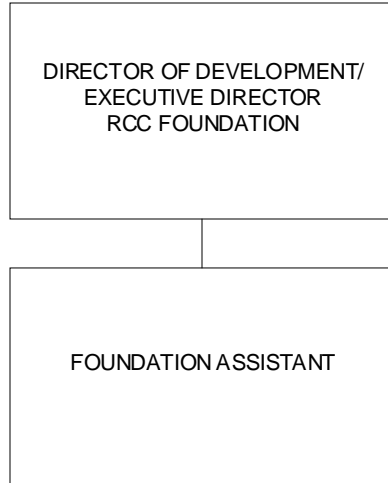 DIRECTOR OF DEVELOPMENT/
EXECUTIVE DIRECTOR
RCC FOUNDATION
FOUNDATION ASSISTANT